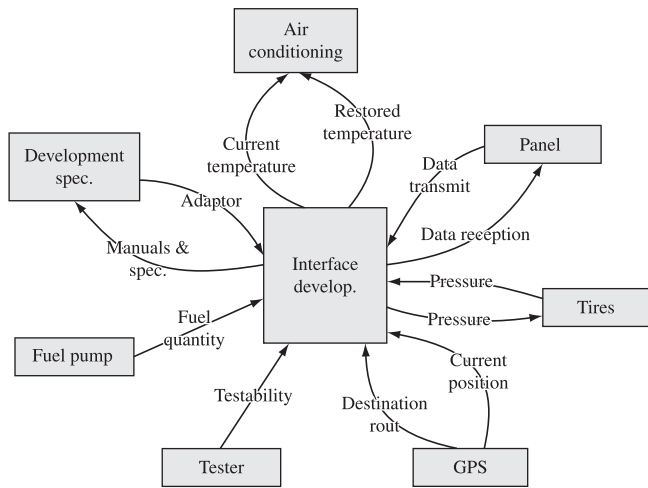 Air
conditioning
Restored
temperature
Current
temperature
Development
spec.
Panel
Data
transmit
Adaptor
Data reception
Manuals &
spec.
Interface
develop.
Pressure
Tires
Pressure
Fuel
quantity
Fuel pump
Current
position
Testability
Destination
rout
Tester
GPS